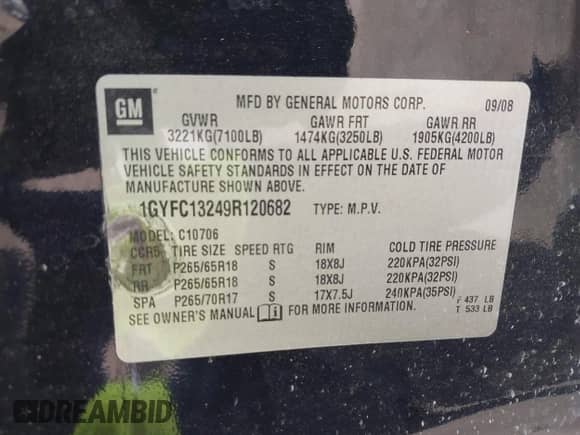 GM
MFD BY GENERAL MOTORS CORP. 09/08
GVWR GAWR FRT GAWR RR
3221KG(7100LB) 1474KG(3250LB) 1905KG(4200LB)
THIS VEHICLE CONFORMS TO ALL APPLICABLE U.S. FEDERAL MOTOR
VEHICLE SAFETY STANDARDS IN EFFECT ON THE DATE OF
MANUFACTURE SHOWN ABOVE.
1GYFC13249R120682 TYPE: M.P.V.
MODEL: C10706
CCR5 TIRE SIZE SPEED RTG RIM COLD TIRE PRESSURE
FRT P265/65R18 S 18X8J 220KPA(32PSI)
RR P265/65R18 S 18X8J 220KPA(32PSI)
SPA P265/70R17 S 17X7.5J 240KPA(35PSI) F 437 LB
SEE OWNER'S MANUAL FOR MORE INFORMATION. T 533 LB
DREAMBID